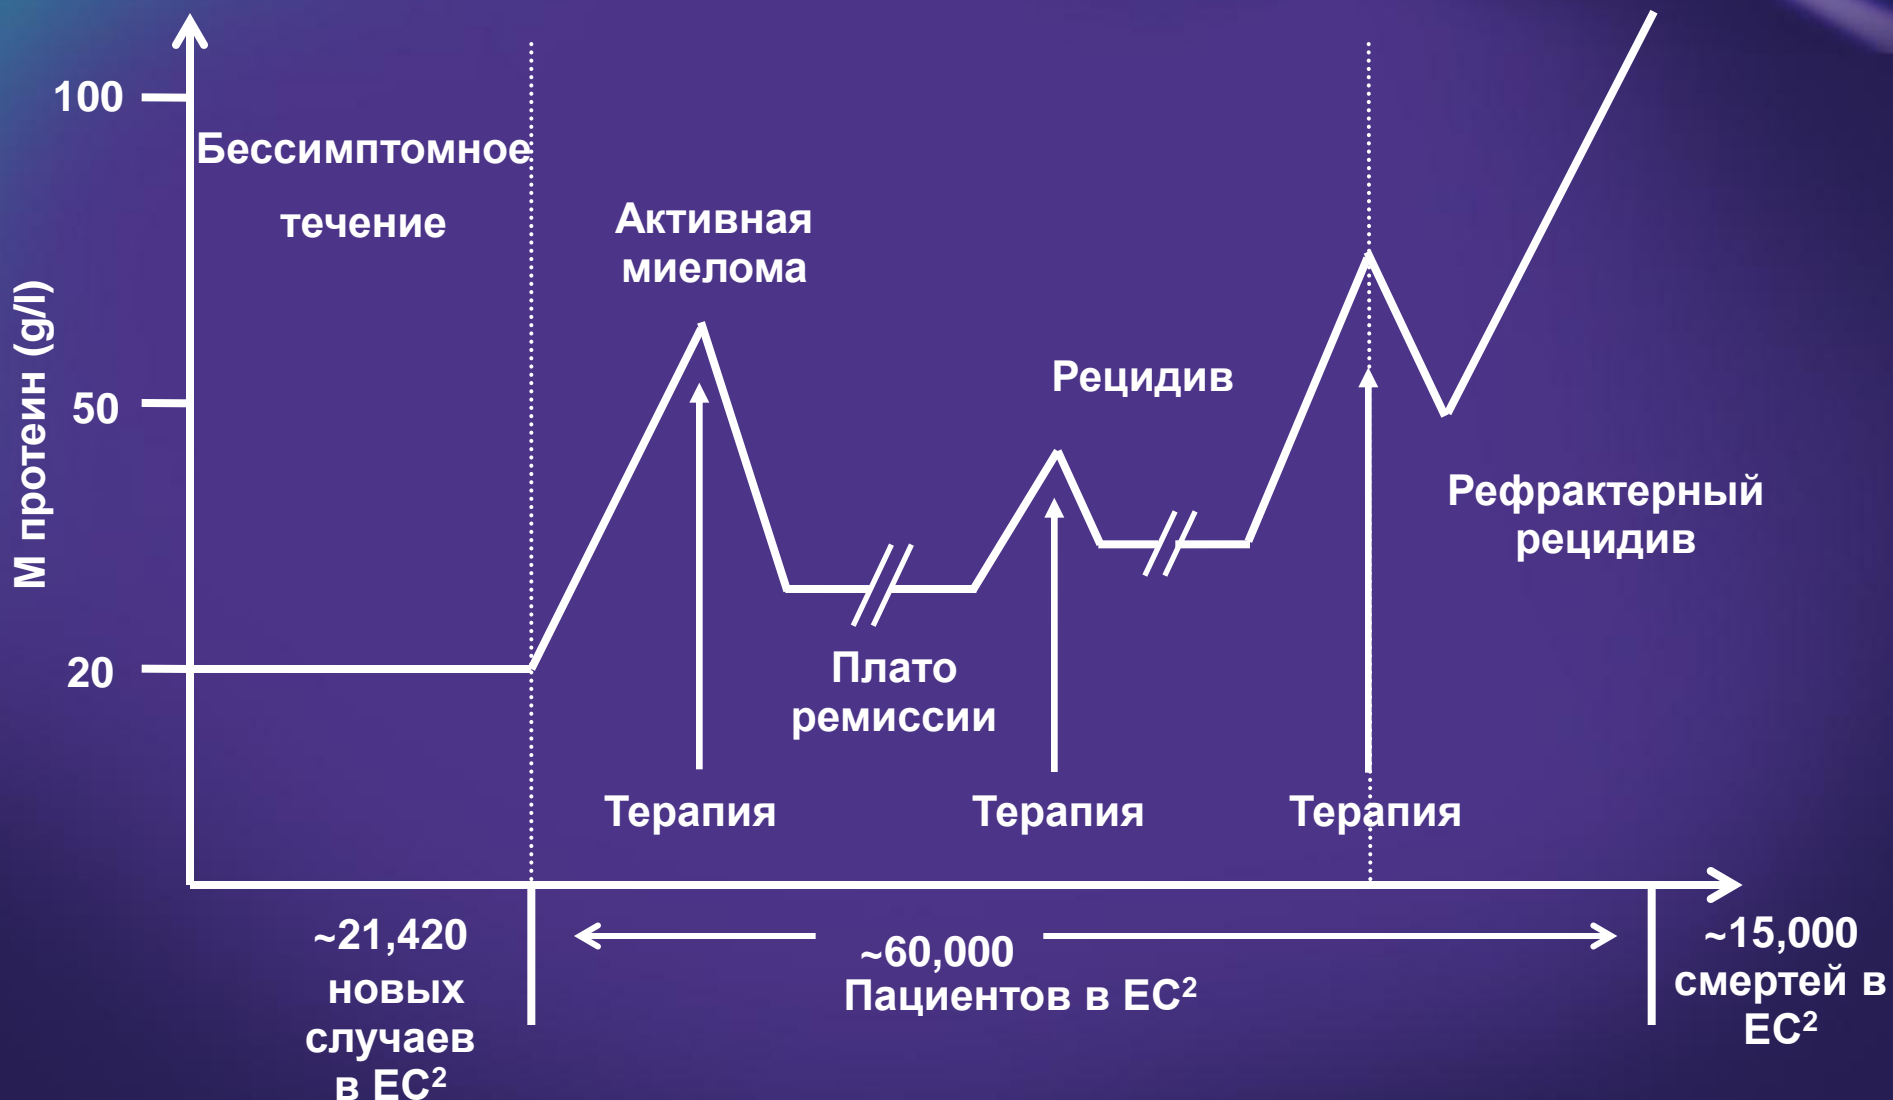 100
Бессимптомное
течение
Активная
миелома
М протеин (g/l)
Рецидив
50
Рефрактерный
рецидив
20
Плато
ремиссии
Терапия
Терапия
Терапия
~21,420
новых
случаев
в ЕС²
~60,000
Пациентов в ЕС²
~15,000
смертей в
ЕС²